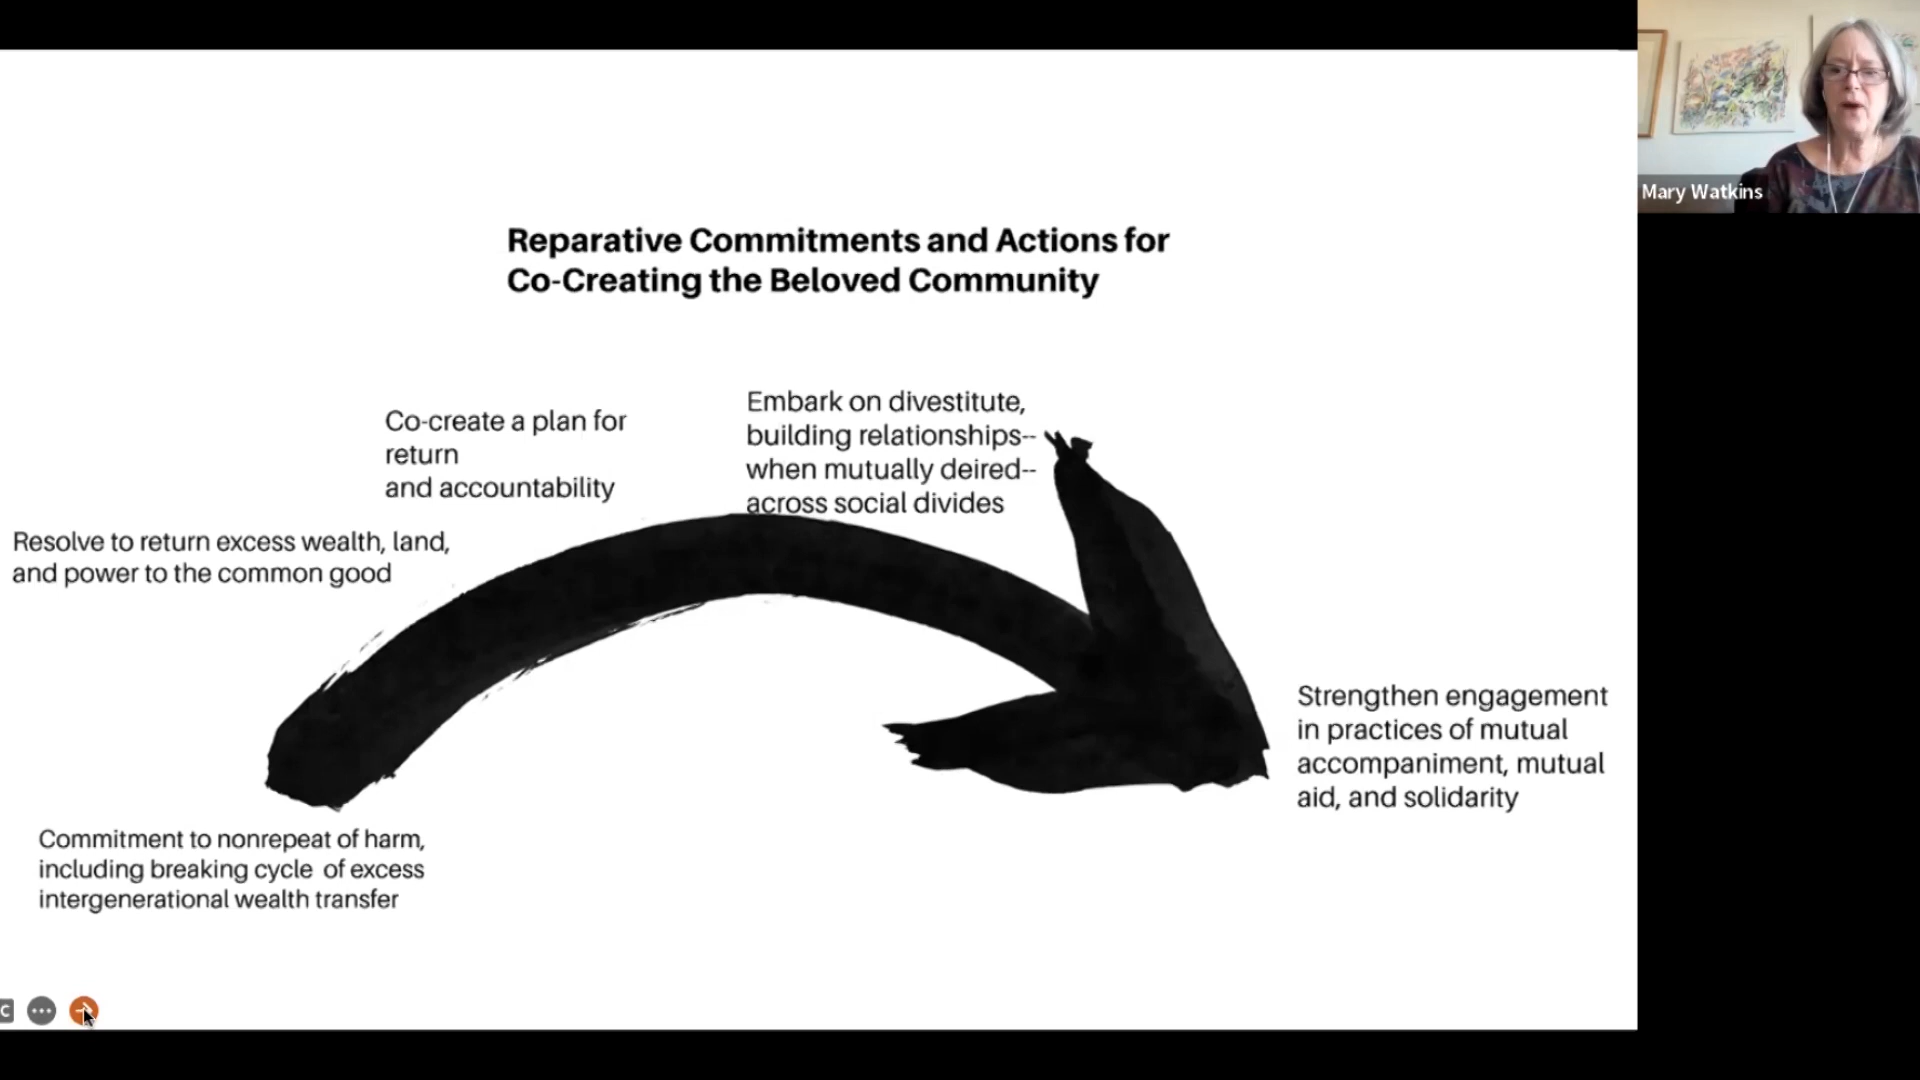 Mary Watkins
Reparative Commitments and Actions for
Co-Creating the Beloved Community
Co-create a plan for
return
and accountability
Embark on divestitute,
building relationships--
when mutually deired--
across social divides
Resolve to return excess wealth, land,
and power to the common good
Strengthen engagement
in practices of mutual
accompaniment, mutual
aid, and solidarity
Commitment to nonrepeat of harm,
including breaking cycle of excess
intergenerational wealth transfer